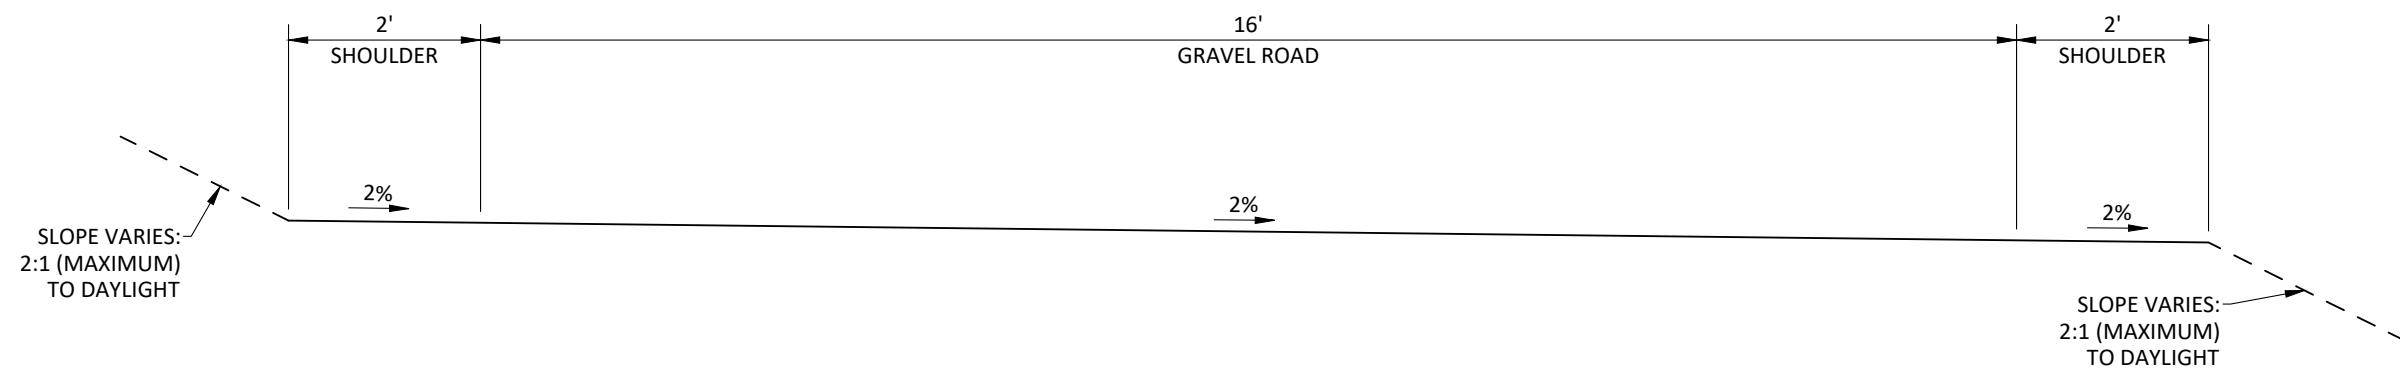 2'
SHOULDER
16'
GRAVEL ROAD
2'
SHOULDER
2%
2%
2%
SLOPE VARIES:
2:1 (MAXIMUM)
TO DAYLIGHT
SLOPE VARIES:
2:1 (MAXIMUM)
TO DAYLIGHT